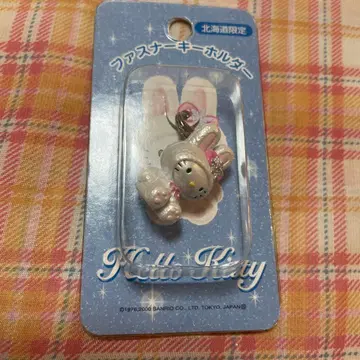 北海道限定
ファスナーキーホルダー
Hello Kitty
©1976,2000 SANRIO CO., LTD. TOKYO, JAPAN